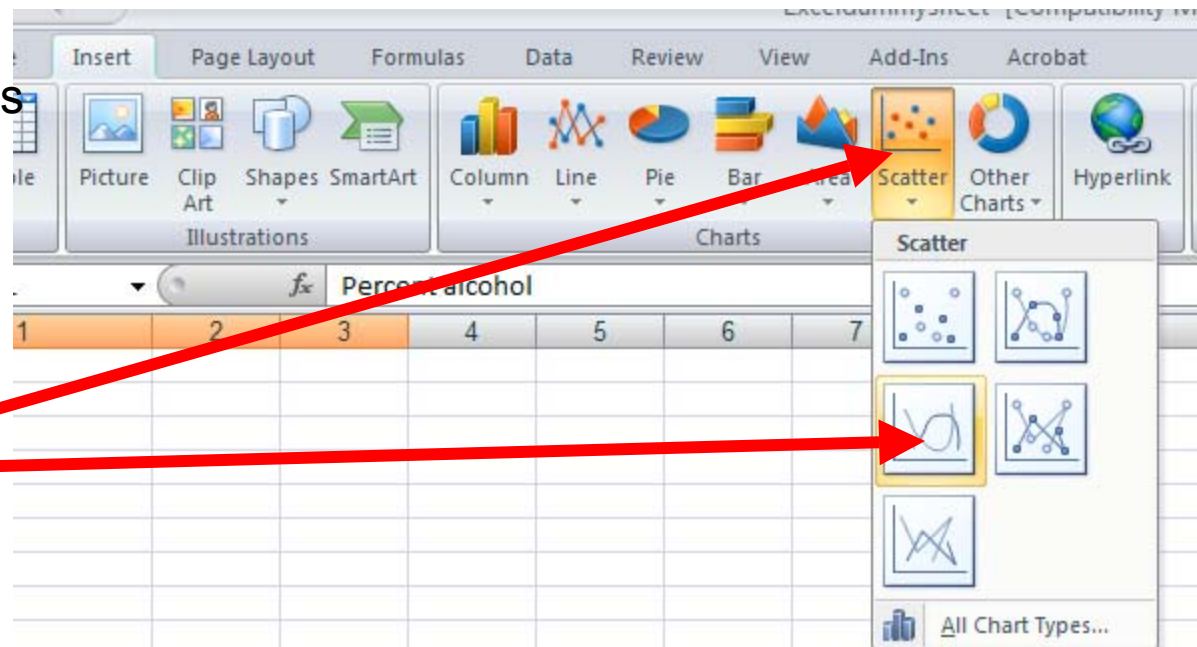 Exceldummysheet [Compatibility M
Insert Page Layout Formulas Data Review View Add-Ins Acrobat
s
ble Picture Clip Art Shapes SmartArt Column Line Pie Bar Area Scatter Other Charts Hyperlink
Illustrations Charts Scatter
fx Percent alcohol
1 2 3 4 5 6 7
All Chart Types...